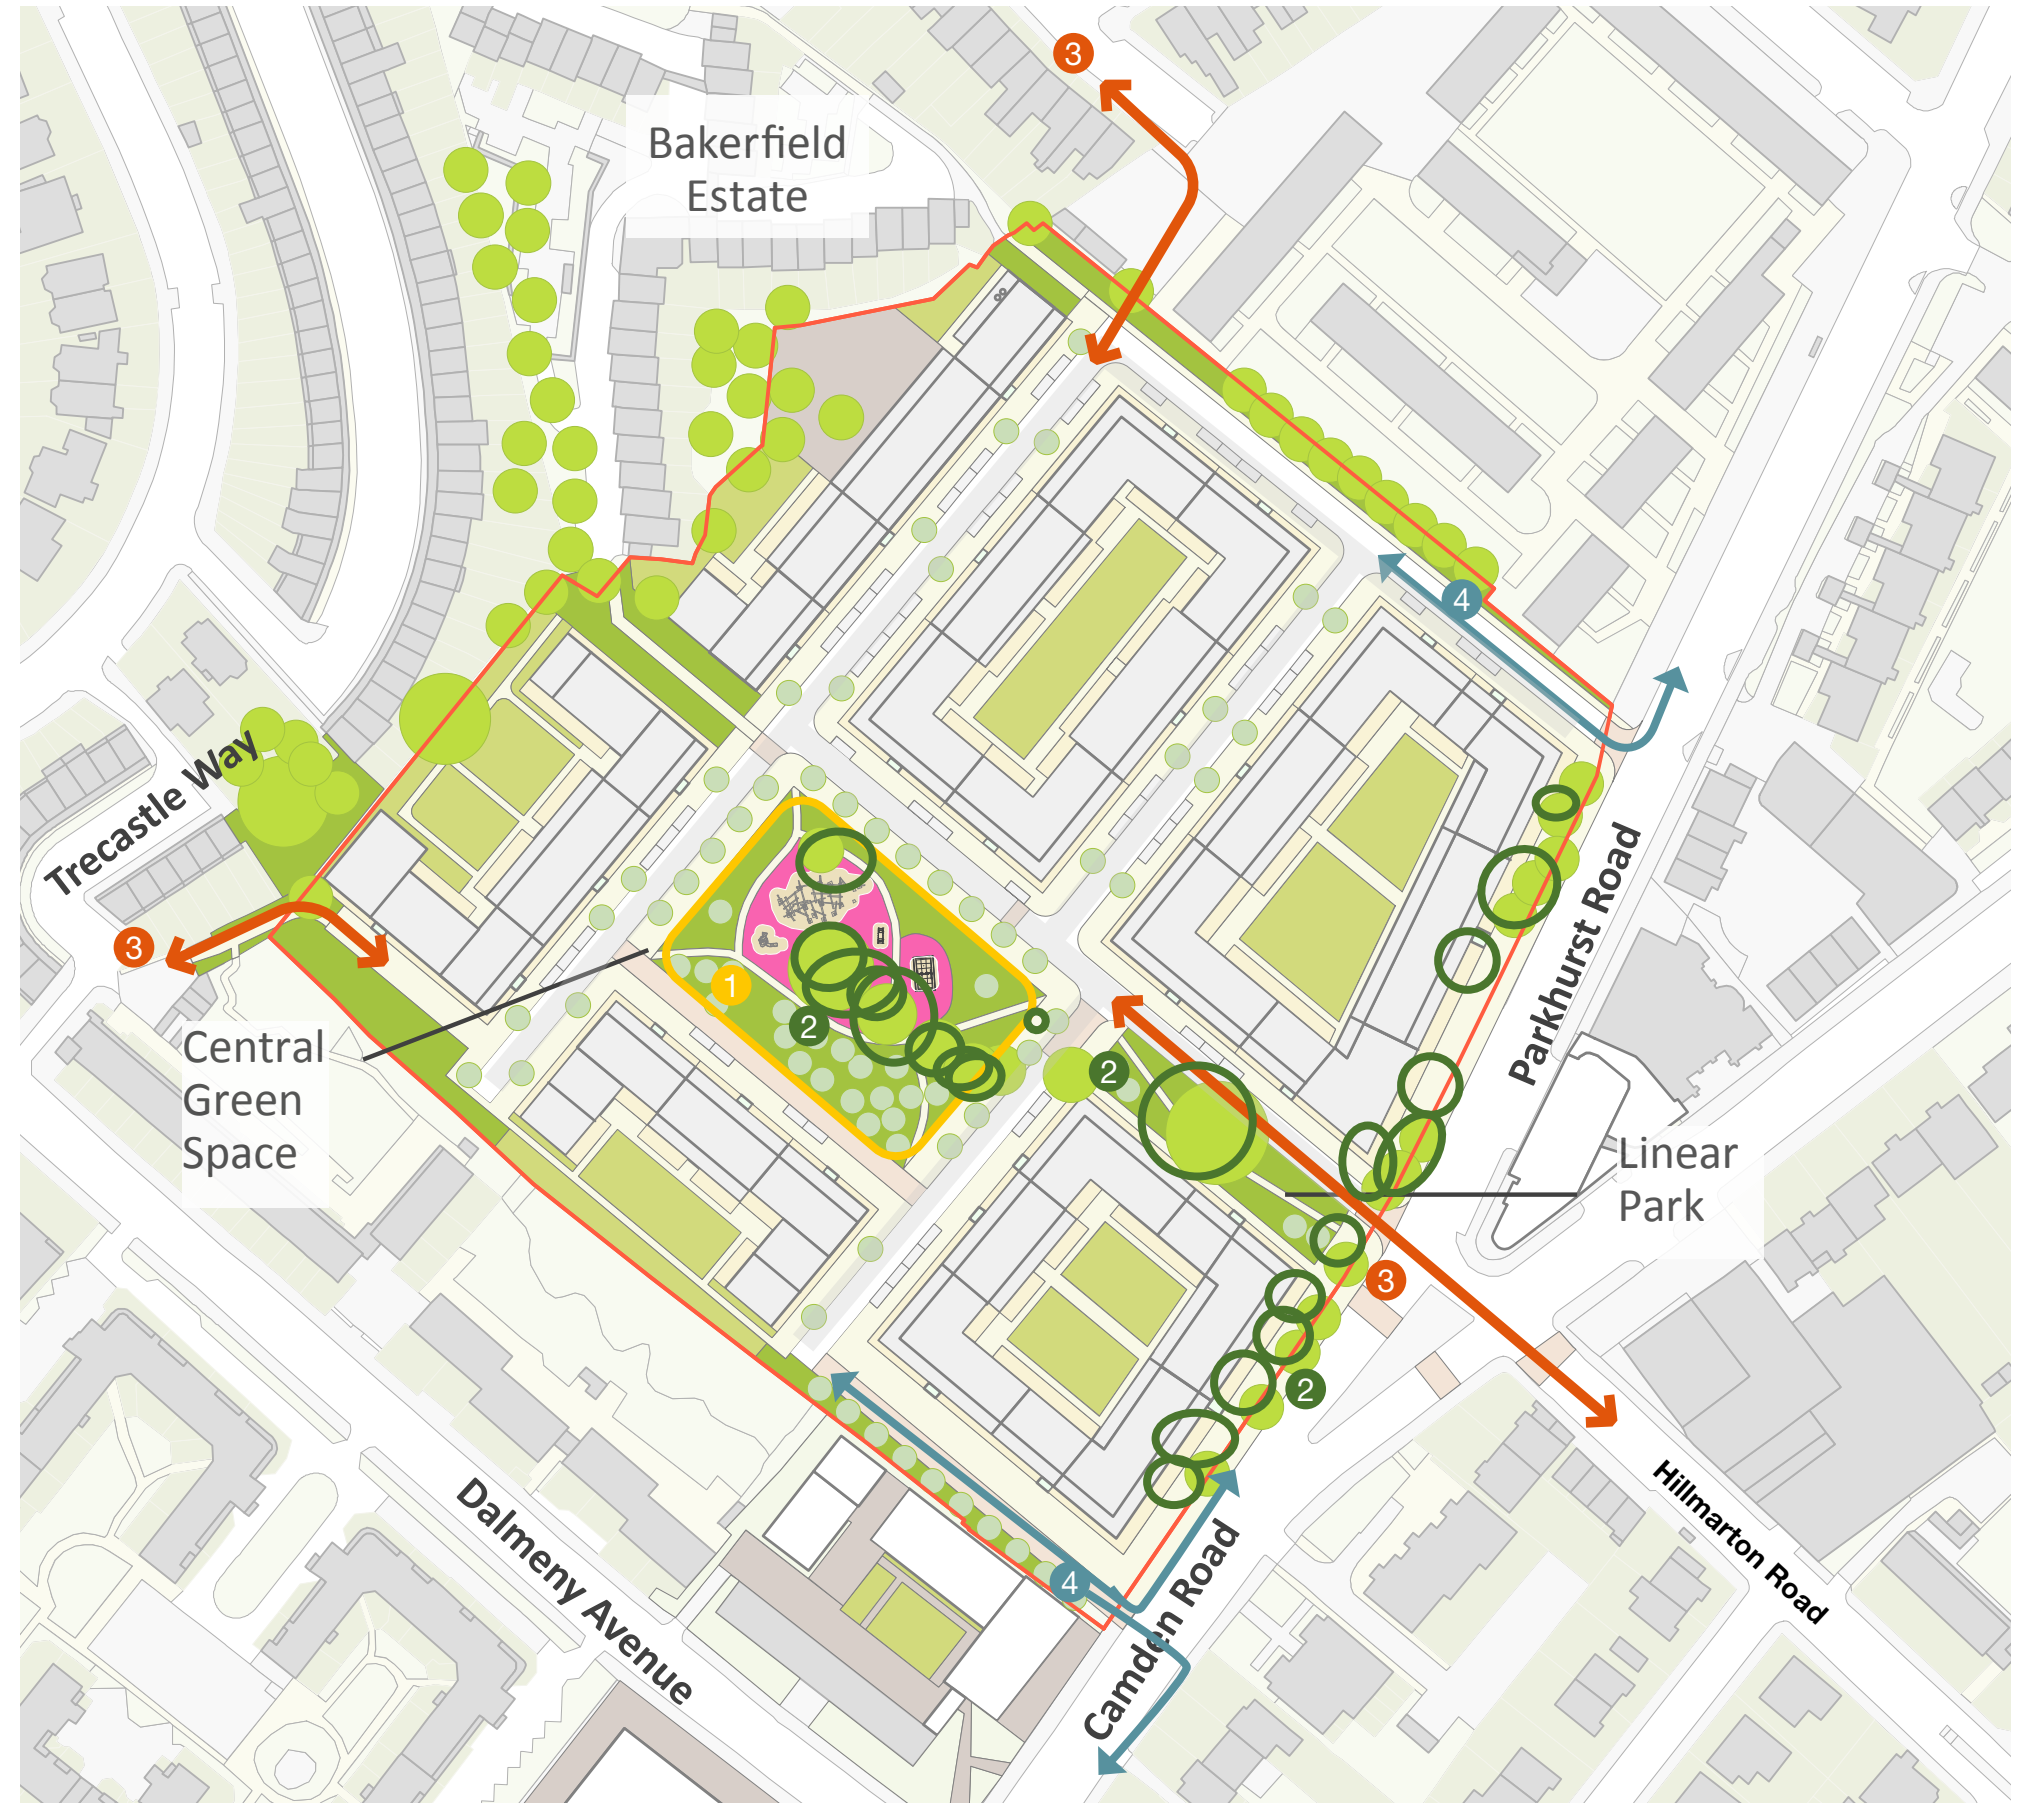 3
Bakerfield
Estate
4
Trecastle Way
3
1
2
2
Central
Green
Space
Parkhurst Road
Linear
Park
3
2
Hillmarton Road
Dalmeny Avenue
4
Camden Road